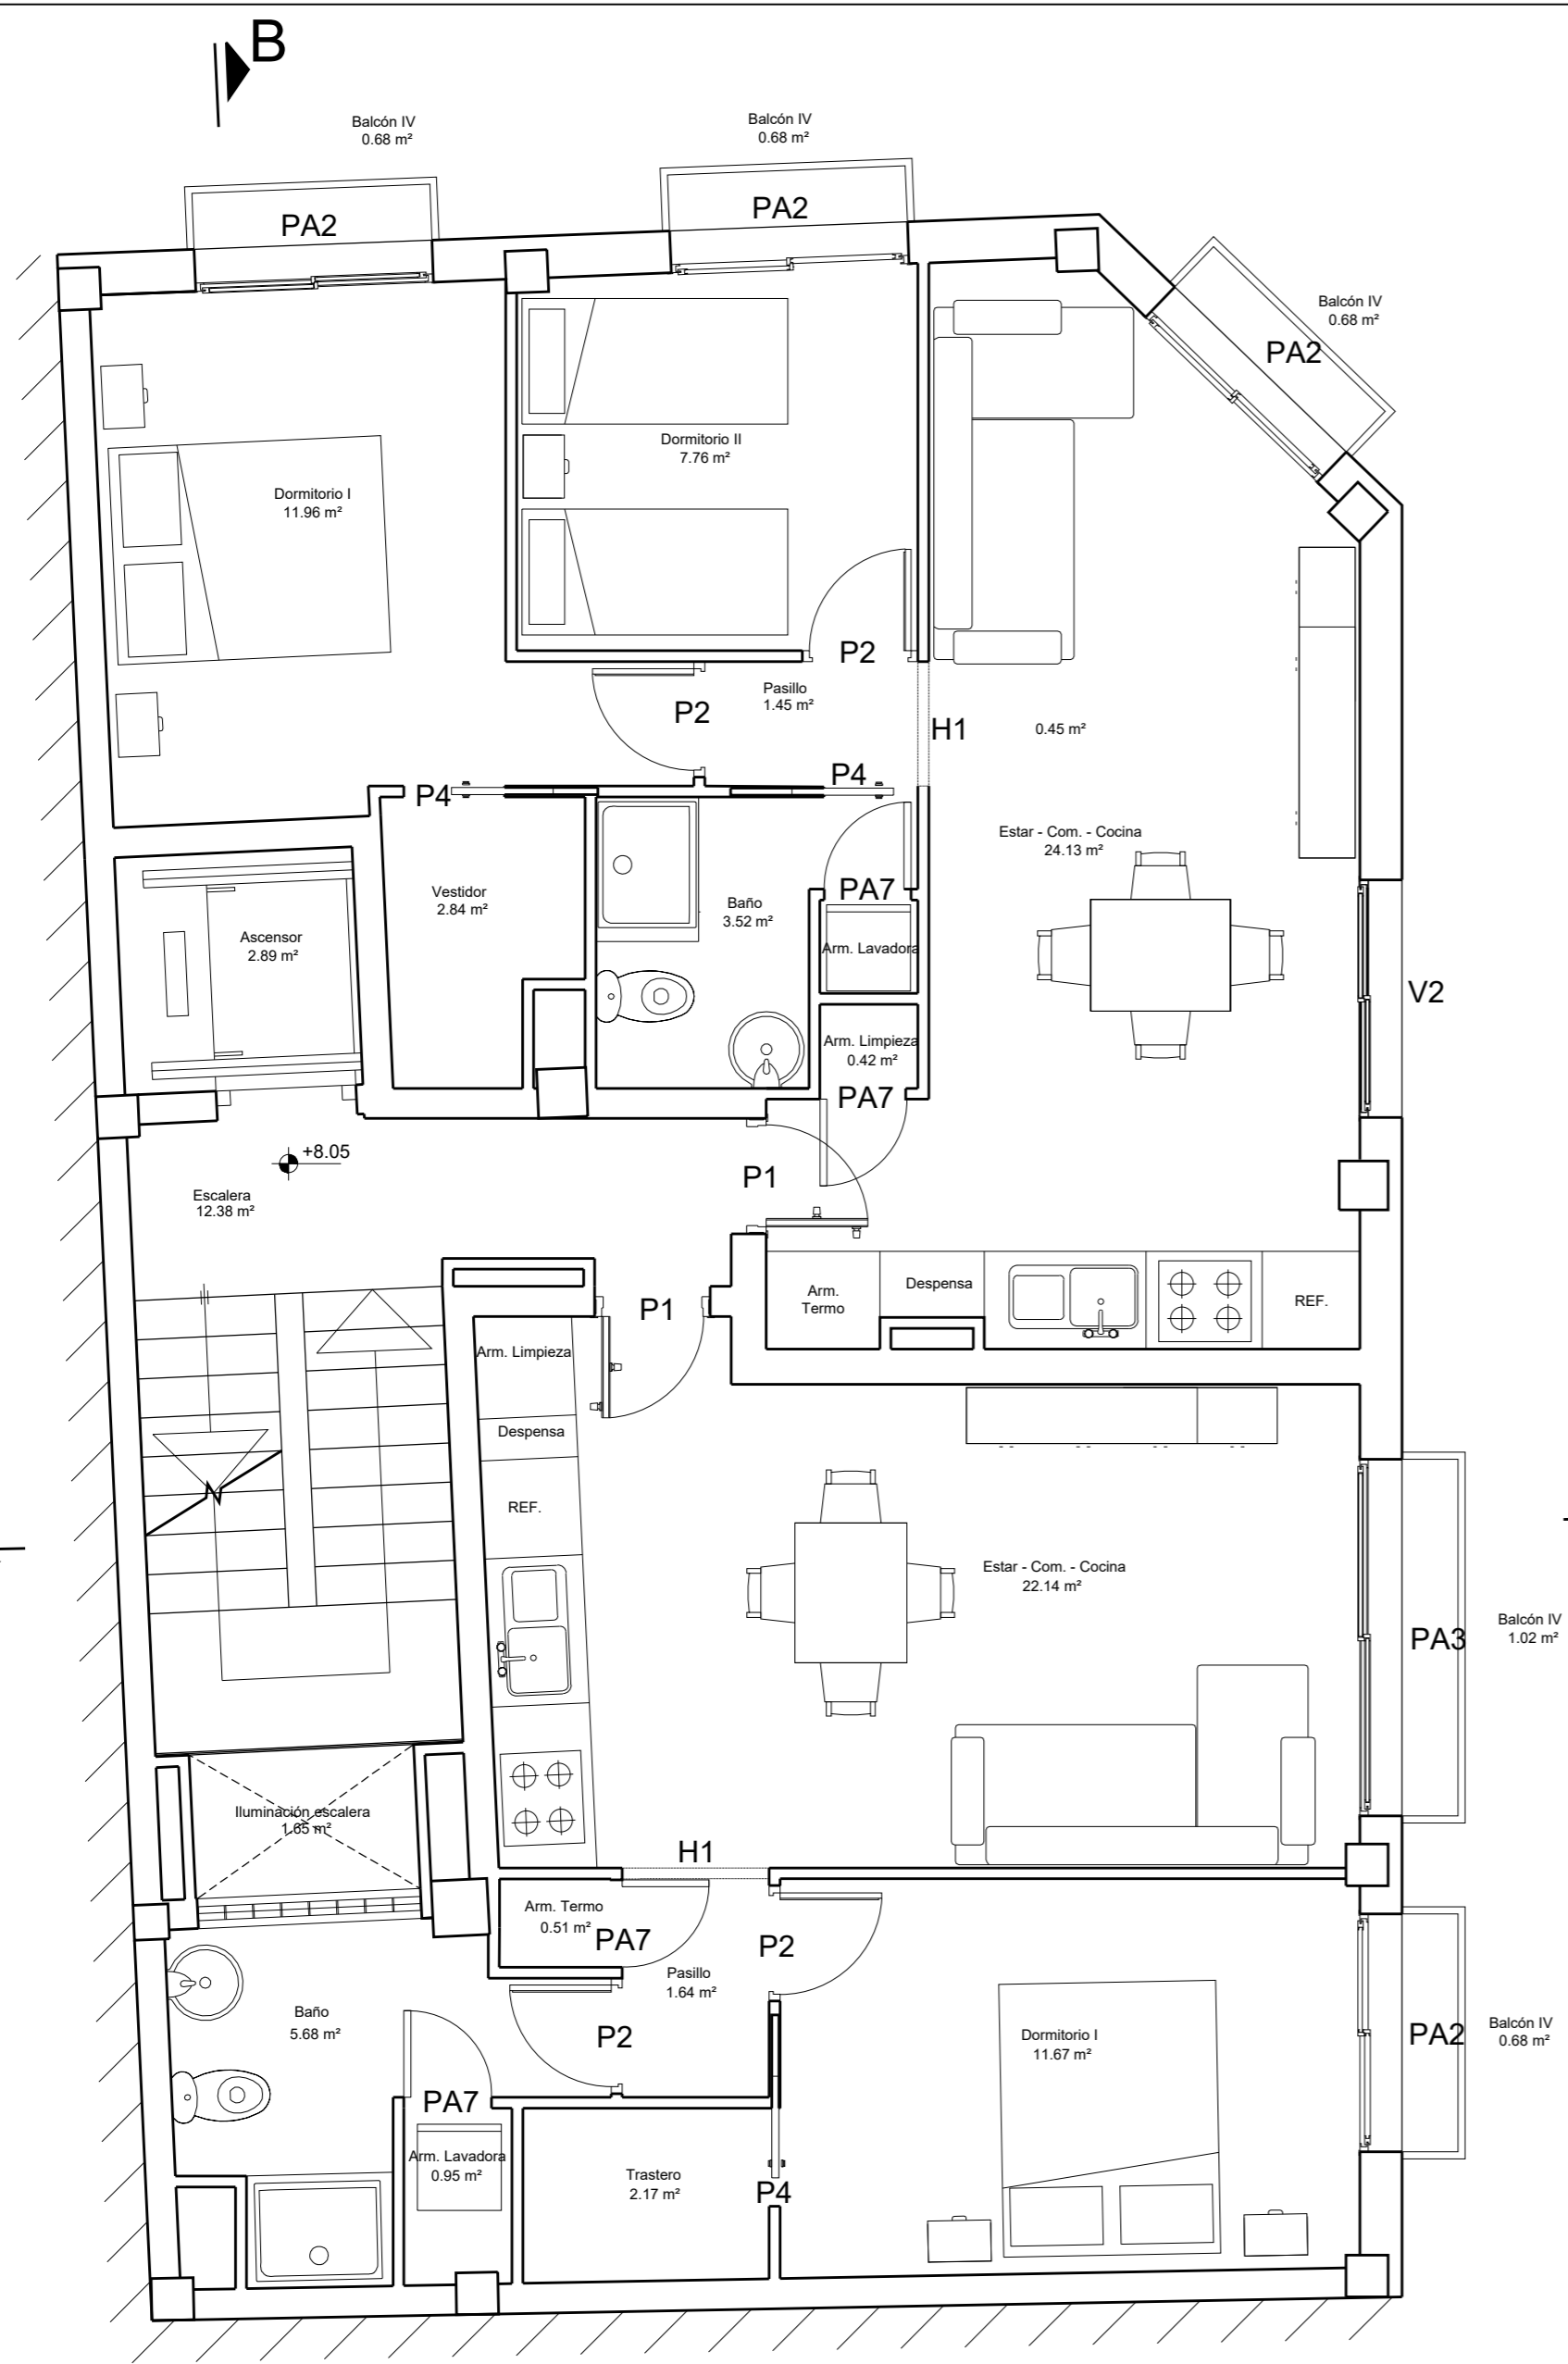 B
Balcón IV
0.68 m²
Balcón IV
0.68 m²
PA2
PA2
Balcón IV
0.68 m²
PA2
Dormitorio II
7.76 m²
Dormitorio I
11.96 m²
P2
Pasillo
1.45 m²
P2
H1
0.45 m²
P4
P4
Estar - Com. - Cocina
24.13 m²
Vestidor
2.84 m²
Baño
3.52 m²
PA7
Arm. Lavadora
Ascensor
2.89 m²
V2
Arm. Limpieza
0.42 m²
PA7
+8.05
P1
Escalera
12.38 m²
Arm.
Termo
Despensa
REF.
P1
Arm. Limpieza
Despensa
REF.
Estar - Com. - Cocina
22.14 m²
PA3
Balcón IV
1.02 m²
Iluminación escalera
1.65 m²
H1
Arm. Termo
0.51 m²
PA7
P2
Pasillo
1.64 m²
Baño
5.68 m²
P2
Dormitorio I
11.67 m²
PA2
Balcón IV
0.68 m²
PA7
Arm. Lavadora
0.95 m²
Trastero
2.17 m²
P4